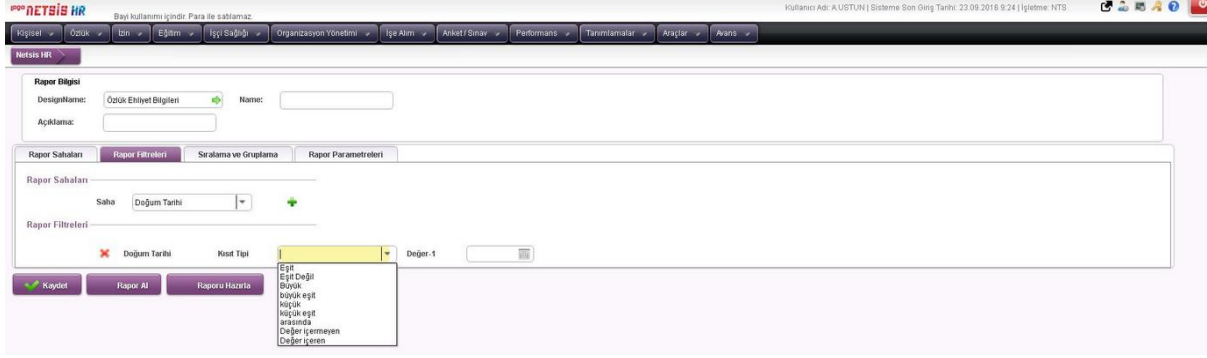 logo NETSİS HR
Bayi kullanımı içindir. Para ile satılamaz.
Kullanıcı Adı: A.USTUN | Sisteme Son Giriş Tarihi: 23.09.2016 9:24 | İşletme: NTS
Kişisel Özlük İzin Eğitim İşçi Sağlığı Organizasyon Yönetimi İşe Alım Anket / Sınav Performans Tanımlamalar Araçlar Avans
Netsis HR
Rapor Bilgisi
DesignName: Özlük Ehliyet Bilgileri Name:
Açıklama:
Rapor Sahaları Rapor Filtreleri Sıralama ve Gruplama Rapor Parametreleri
Rapor Sahaları
Saha Doğum Tarihi
Rapor Filtreleri
Doğum Tarihi Kısıt Tipi Değer-1
Eşit
Eşit Değil
Büyük
büyük eşit
küçük
küçük eşit
arasında
Değer içermeyen
Değer içeren
Kaydet Rapor Al Raporu Hazırla